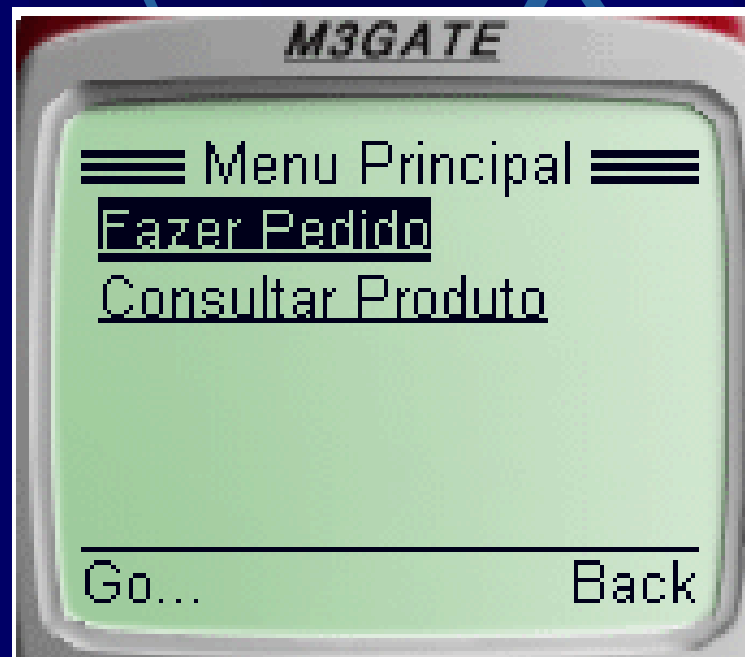 M3GATE
Menu Principal
Fazer Pedido
Consultar Produto
Go... Back